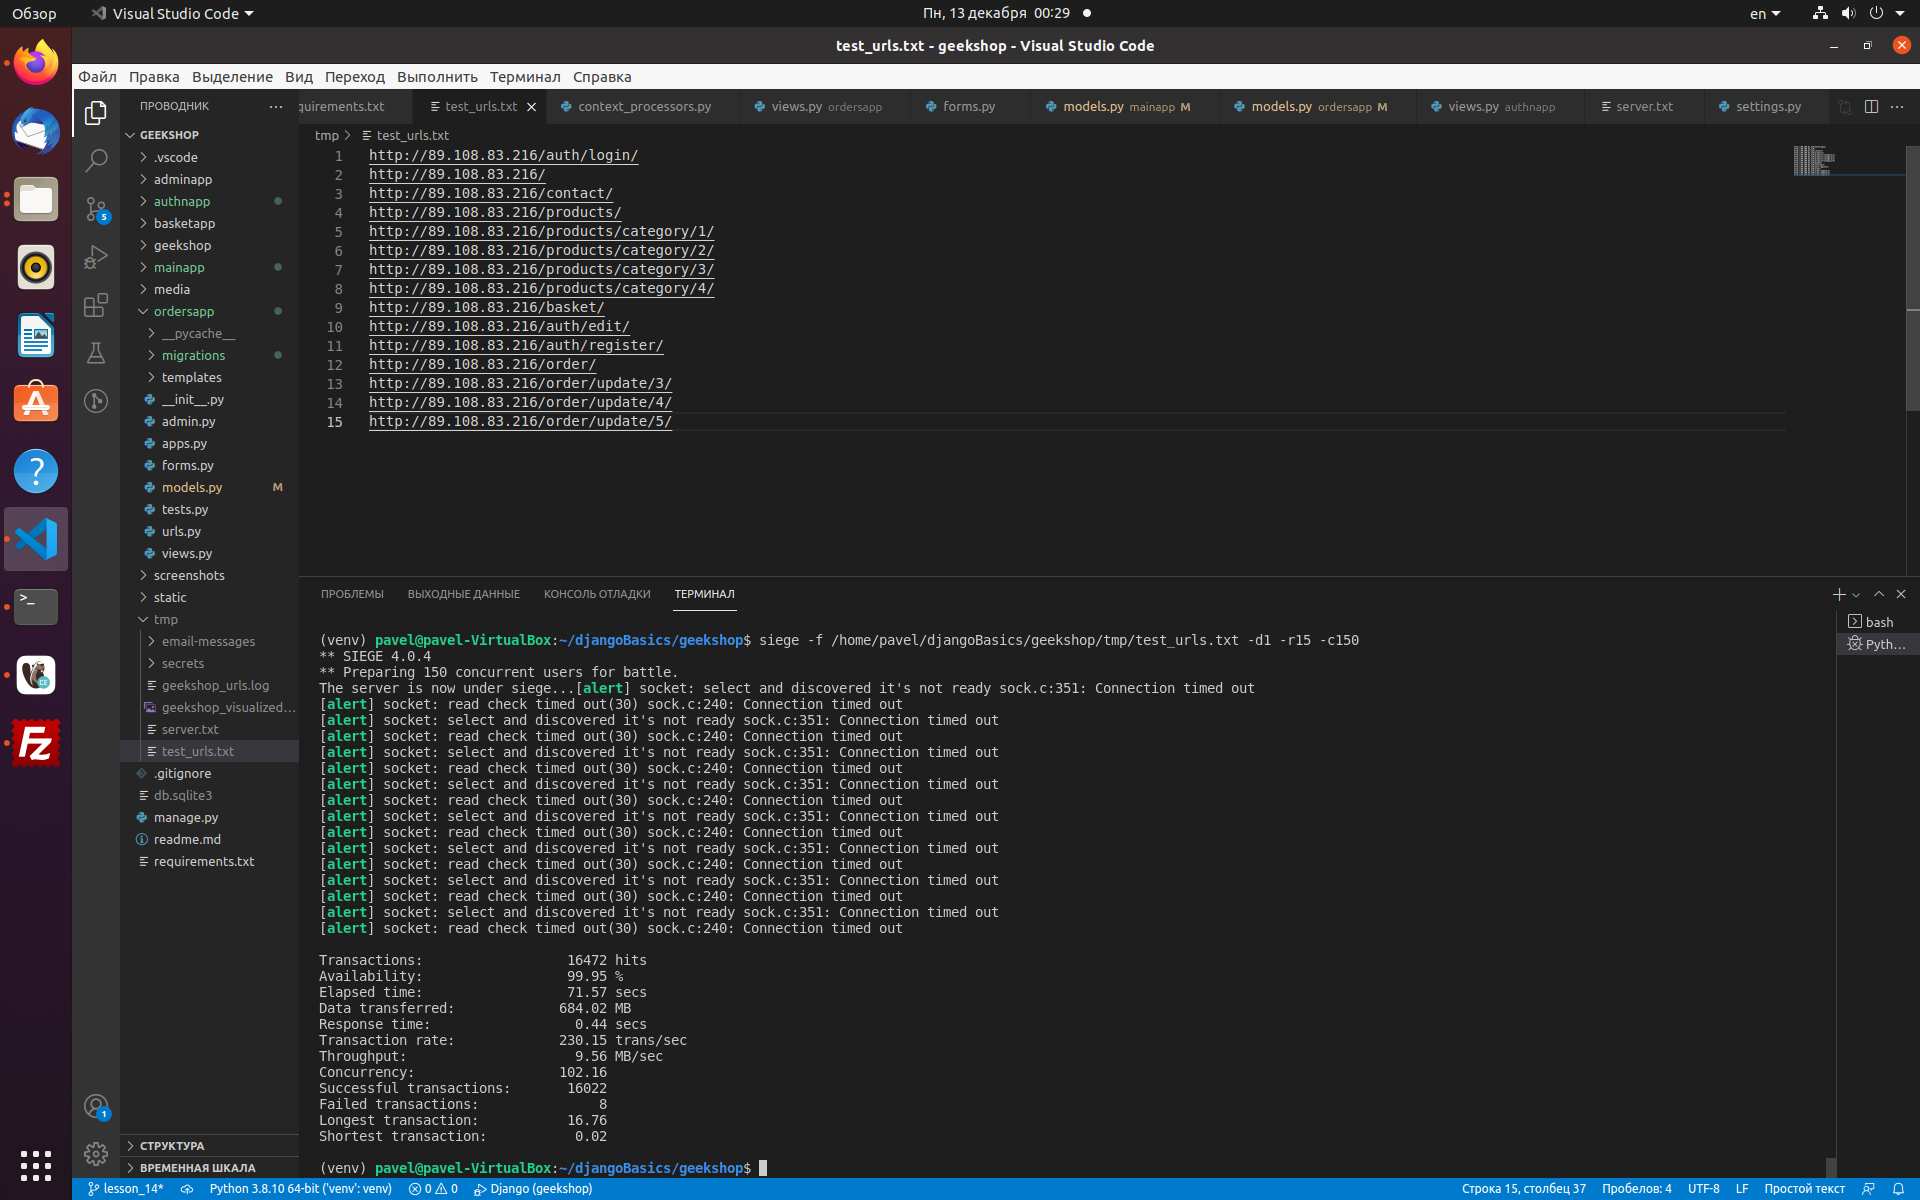 Обзор
Visual Studio Code
Пн, 13 декабря 00:29
en
test_urls.txt - geekshop - Visual Studio Code
Файл Правка Выделение Вид Переход Выполнить Терминал Справка
ПРОВОДНИК
GEEKSHOP
.vscode
adminapp
authnapp
basketapp
geekshop
mainapp
media
ordersapp
__pycache__
migrations
templates
__init__.py
admin.py
apps.py
forms.py
models.py M
tests.py
urls.py
views.py
screenshots
static
tmp
email-messages
secrets
geekshop_urls.log
geekshop_visualized...
server.txt
test_urls.txt
.gitignore
db.sqlite3
manage.py
readme.md
requirements.txt
СТРУКТУРА
ВРЕМЕННАЯ ШКАЛА
5
1
quirements.txt test_urls.txt context_processors.py views.py ordersapp forms.py models.py mainapp M models.py ordersapp M views.py authnapp server.txt settings.py
tmp > test_urls.txt
1 http://89.108.83.216/auth/login/
2 http://89.108.83.216/
3 http://89.108.83.216/contact/
4 http://89.108.83.216/products/
5 http://89.108.83.216/products/category/1/
6 http://89.108.83.216/products/category/2/
7 http://89.108.83.216/products/category/3/
8 http://89.108.83.216/products/category/4/
9 http://89.108.83.216/basket/
10 http://89.108.83.216/auth/edit/
11 http://89.108.83.216/auth/register/
12 http://89.108.83.216/order/
13 http://89.108.83.216/order/update/3/
14 http://89.108.83.216/order/update/4/
15 http://89.108.83.216/order/update/5/
ПРОБЛЕМЫ ВЫХОДНЫЕ ДАННЫЕ КОНСОЛЬ ОТЛАДКИ ТЕРМИНАЛ
bash
Pyth...
(venv) pavel@pavel-VirtualBox:~/djangoBasics/geekshop$ siege -f /home/pavel/djangoBasics/geekshop/tmp/test_urls.txt -d1 -r15 -c150
** SIEGE 4.0.4
** Preparing 150 concurrent users for battle.
The server is now under siege...[alert] socket: select and discovered it's not ready sock.c:351: Connection timed out
[alert] socket: read check timed out(30) sock.c:240: Connection timed out
[alert] socket: select and discovered it's not ready sock.c:351: Connection timed out
[alert] socket: read check timed out(30) sock.c:240: Connection timed out
[alert] socket: select and discovered it's not ready sock.c:351: Connection timed out
[alert] socket: read check timed out(30) sock.c:240: Connection timed out
[alert] socket: select and discovered it's not ready sock.c:351: Connection timed out
[alert] socket: read check timed out(30) sock.c:240: Connection timed out
[alert] socket: select and discovered it's not ready sock.c:351: Connection timed out
[alert] socket: read check timed out(30) sock.c:240: Connection timed out
[alert] socket: select and discovered it's not ready sock.c:351: Connection timed out
[alert] socket: read check timed out(30) sock.c:240: Connection timed out
[alert] socket: select and discovered it's not ready sock.c:351: Connection timed out
[alert] socket: read check timed out(30) sock.c:240: Connection timed out
[alert] socket: select and discovered it's not ready sock.c:351: Connection timed out
[alert] socket: read check timed out(30) sock.c:240: Connection timed out
Transactions: 16472 hits
Availability: 99.95 %
Elapsed time: 71.57 secs
Data transferred: 684.02 MB
Response time: 0.44 secs
Transaction rate: 230.15 trans/sec
Throughput: 9.56 MB/sec
Concurrency: 102.16
Successful transactions: 16022
Failed transactions: 8
Longest transaction: 16.76
Shortest transaction: 0.02
(venv) pavel@pavel-VirtualBox:~/djangoBasics/geekshop$
lesson_14* Python 3.8.10 64-bit ('venv': venv) 0 0 Django (geekshop) Строка 15, столбец 37 Пробелов: 4 UTF-8 LF Простой текст